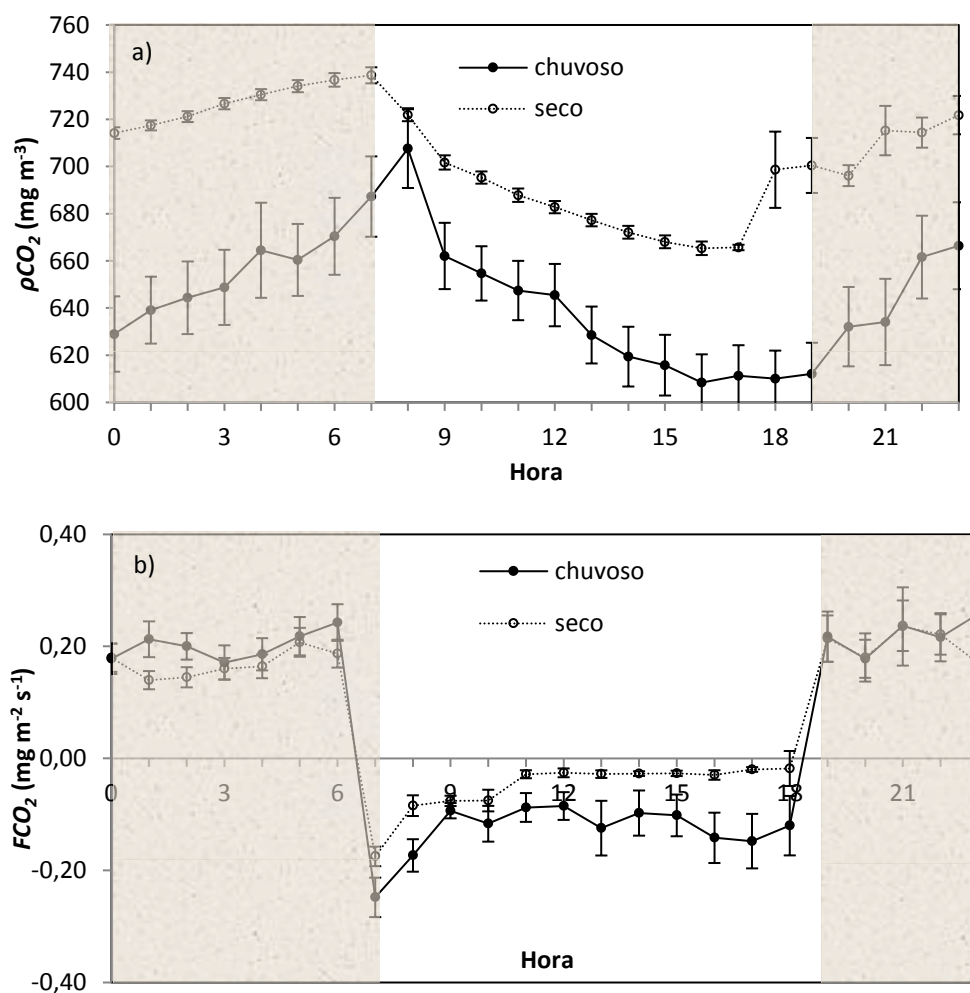 a)
chuvoso
seco
760
740
720
700
680
660
640
620
600
ρCO2 (mg m-3)
0 3 6 9 12 15 18 21
Hora
b)
chuvoso
seco
0,40
0,20
0,00
-0,20
-0,40
FCO2 (mg m-2 s-1)
0 3 6 9 12 15 18 21
Hora